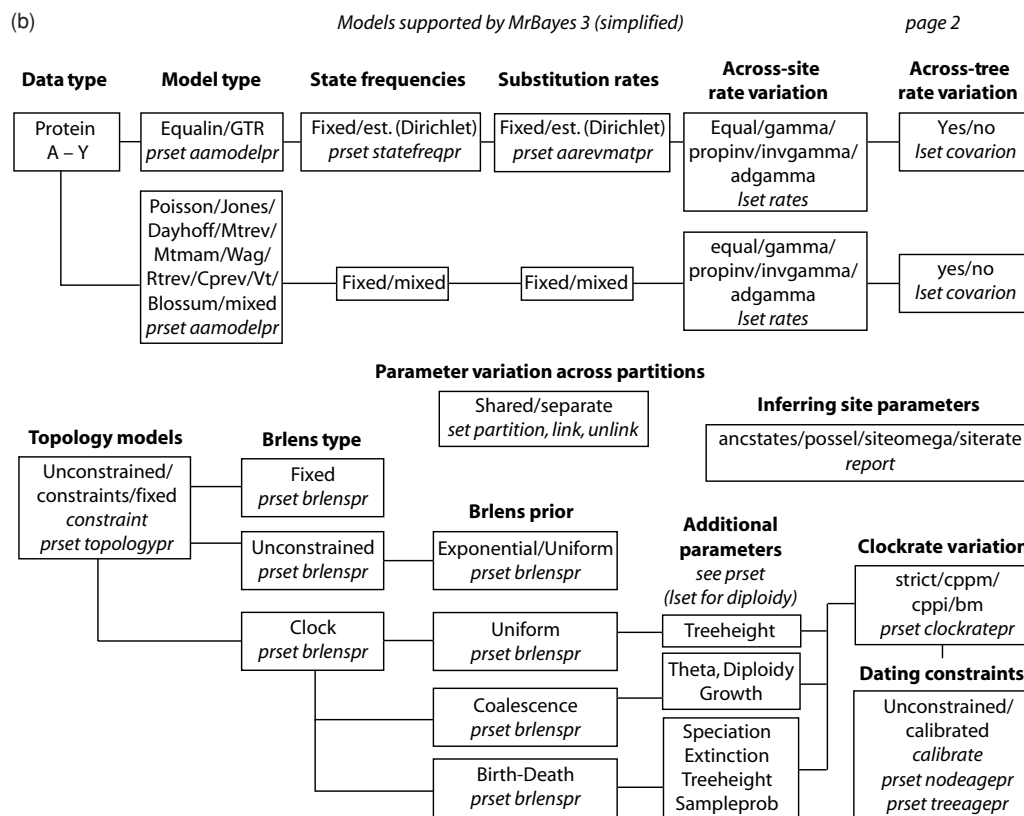 (b)
Models supported by MrBayes 3 (simplified)
page 2
Data type
Model type
State frequencies
Substitution rates
Across-site
rate variation
Across-tree
rate variation
Protein
A – Y
Equalin/GTR
prset aamodelpr
Fixed/est. (Dirichlet)
prset statefreqpr
Fixed/est. (Dirichlet)
prset aarevmatpr
Equal/gamma/
propinv/invgamma/
adgamma
lset rates
Yes/no
lset covarion
Poisson/Jones/
Dayhoff/Mtrev/
Mtmam/Wag/
Rtrev/Cprev/Vt/
Blossum/mixed
prset aamodelpr
Fixed/mixed
Fixed/mixed
equal/gamma/
propinv/invgamma/
adgamma
lset rates
yes/no
lset covarion
Parameter variation across partitions
Shared/separate
set partition, link, unlink
Inferring site parameters
ancstates/possel/siteomega/siterate
report
Topology models
Unconstrained/
constraints/fixed
constraint
prset topologypr
Brlens type
Fixed
prset brlenspr
Unconstrained
prset brlenspr
Clock
prset brlenspr
Brlens prior
Exponential/Uniform
prset brlenspr
Uniform
prset brlenspr
Coalescence
prset brlenspr
Birth-Death
prset brlenspr
Additional
parameters
see prset
(lset for diploidy)
Treeheight
Theta, Diploidy
Growth
Speciation
Extinction
Treeheight
Sampleprob
Clockrate variation
strict/cppm/
cppi/bm
prset clockratepr
Dating constraints
Unconstrained/
calibrated
calibrate
prset nodeagepr
prset treeagepr